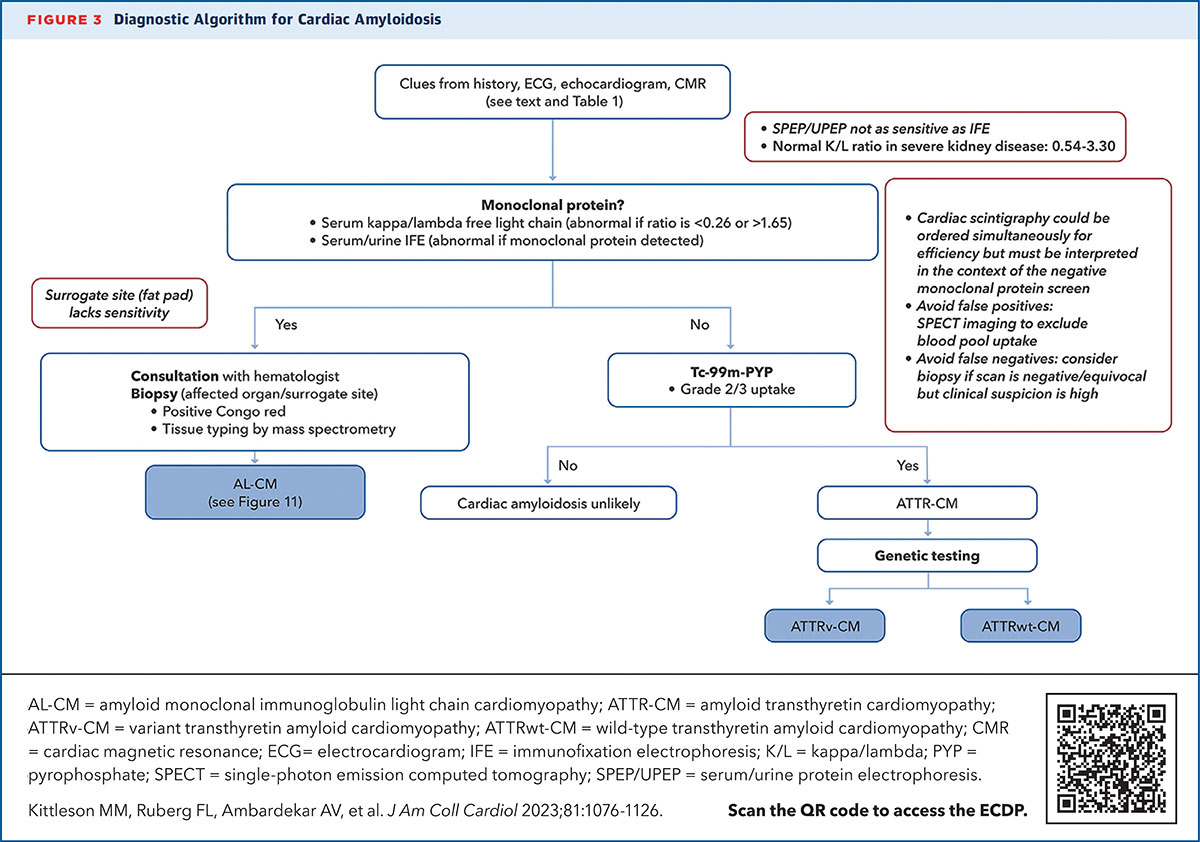 FIGURE 3 Diagnostic Algorithm for Cardiac Amyloidosis
Clues from history, ECG, echocardiogram, CMR
(see text and Table 1)
• SPEP/UPEP not as sensitive as IFE
• Normal K/L ratio in severe kidney disease: 0.54-3.30
Monoclonal protein?
• Serum kappa/lambda free light chain (abnormal if ratio is <0.26 or >1.65)
• Serum/urine IFE (abnormal if monoclonal protein detected)
• Cardiac scintigraphy could be
ordered simultaneously for
efficiency but must be interpreted
in the context of the negative
monoclonal protein screen
• Avoid false positives:
SPECT imaging to exclude
blood pool uptake
• Avoid false negatives: consider
biopsy if scan is negative/equivocal
but clinical suspicion is high
Surrogate site (fat pad)
lacks sensitivity
Yes
No
Consultation with hematologist
Biopsy (affected organ/surrogate site)
• Positive Congo red
• Tissue typing by mass spectrometry
Tc-99m-PYP
• Grade 2/3 uptake
AL-CM
(see Figure 11)
No
Yes
Cardiac amyloidosis unlikely
ATTR-CM
Genetic testing
ATTRv-CM
ATTRwt-CM
AL-CM = amyloid monoclonal immunoglobulin light chain cardiomyopathy; ATTR-CM = amyloid transthyretin cardiomyopathy;
ATTRv-CM = variant transthyretin amyloid cardiomyopathy; ATTRwt-CM = wild-type transthyretin amyloid cardiomyopathy; CMR
= cardiac magnetic resonance; ECG= electrocardiogram; IFE = immunofixation electrophoresis; K/L = kappa/lambda; PYP =
pyrophosphate; SPECT = single-photon emission computed tomography; SPEP/UPEP = serum/urine protein electrophoresis.
Kittleson MM, Ruberg FL, Ambardekar AV, et al. J Am Coll Cardiol 2023;81:1076-1126.
Scan the QR code to access the ECDP.